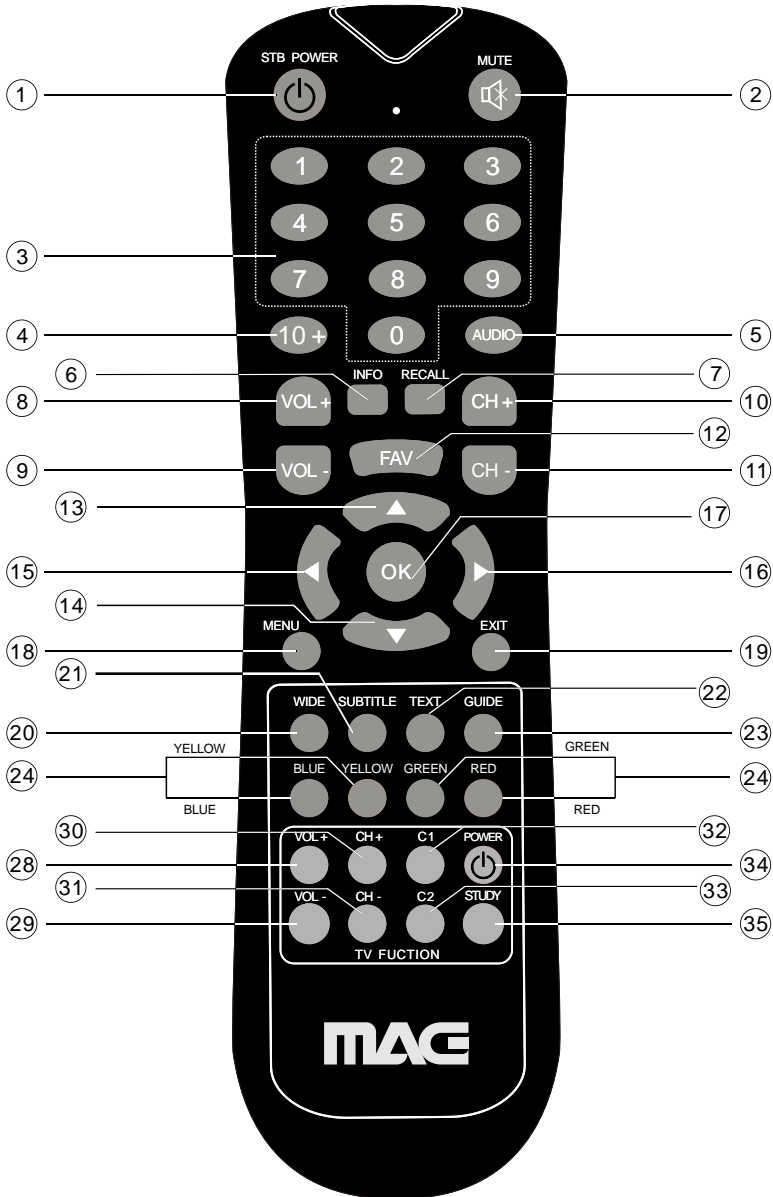 STB POWER MUTE
1 2
1 2 3
4 5 6
3
7 8 9
4 10 + 0 AUDIO 5
6 INFO RECALL 7
8 VOL + CH + 10
12
9 VOL - FAV CH - 11
13 17
15 OK 16
14
MENU EXIT
18 19
21 22
WIDE SUBTITLE TEXT GUIDE
20 23
YELLOW GREEN
24 BLUE YELLOW GREEN RED 24
BLUE RED
30 32
VOL + CH + C1 POWER
28 34
31 33
VOL - CH - C2 STUDY
29 35
TV FUCTION
MAG